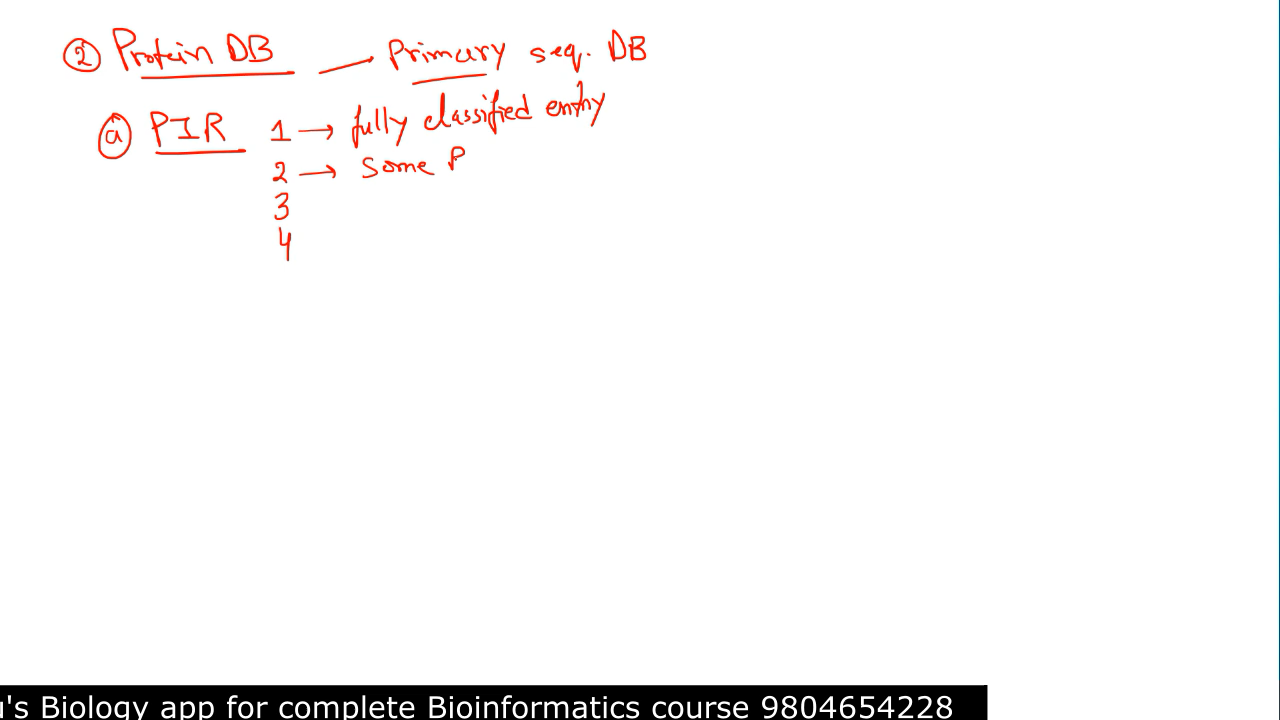 ② Protein DB → Primary seq. DB
ⓐ PIR 1 → fully classified entry
2 → Some P
3
4
u's Biology app for complete Bioinformatics course 9804654228